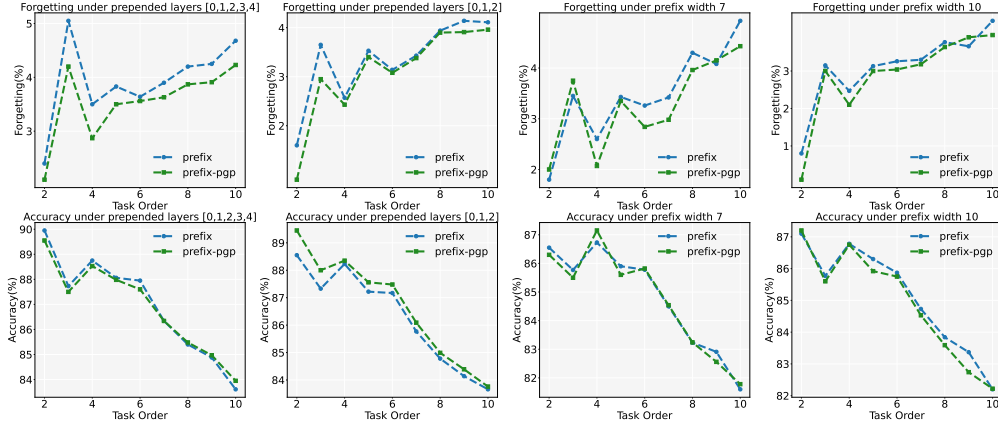 Forgetting under prepended layers [0,1,2,3,4]
Forgetting(%)
5
4
3
prefix
prefix-pgp
2 4 6 8 10
Task Order
Forgetting under prepended layers [0,1,2]
Forgetting(%)
4
3
2
prefix
prefix-pgp
2 4 6 8 10
Task Order
Forgetting under prefix width 7
Forgetting(%)
4
3
2
prefix
prefix-pgp
2 4 6 8 10
Task Order
Forgetting under prefix width 10
Forgetting(%)
3
2
1
prefix
prefix-pgp
2 4 6 8 10
Task Order
Accuracy under prepended layers [0,1,2,3,4]
Accuracy(%)
90
89
88
87
86
85
84
prefix
prefix-pgp
2 4 6 8 10
Task Order
Accuracy under prepended layers [0,1,2]
Accuracy(%)
89
88
87
86
85
84
prefix
prefix-pgp
2 4 6 8 10
Task Order
Accuracy under prefix width 7
Accuracy(%)
87
86
85
84
83
82
prefix
prefix-pgp
2 4 6 8 10
Task Order
Accuracy under prefix width 10
Accuracy(%)
87
86
85
84
83
82
prefix
prefix-pgp
2 4 6 8 10
Task Order